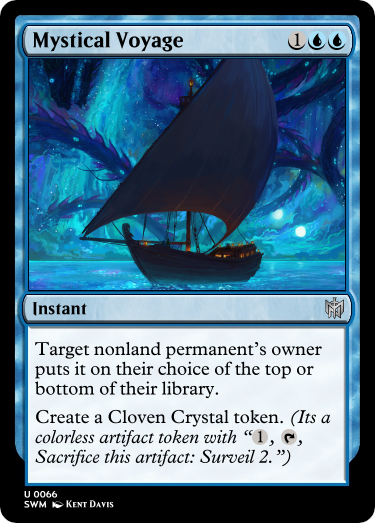 Mystical Voyage 1
Instant
Target nonland permanent's owner
puts it on their choice of the top or
bottom of their library.
Create a Cloven Crystal token. (Its a
colorless artifact token with “1, ,
Sacrifice this artifact: Surveil 2.”)
U 0066
SWM Kent Davis